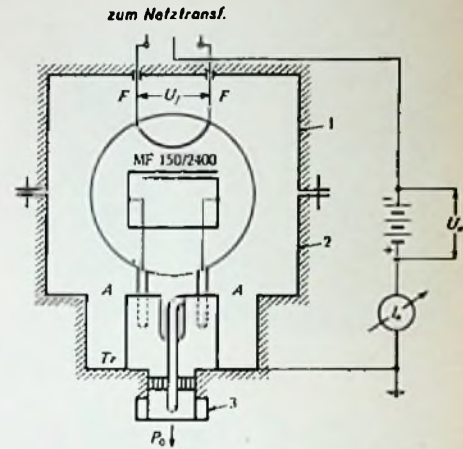 zum Netztransf.
F U_f F
1
MF 150/2400
2
U_a
I_a
A A
Tr
3
P_0